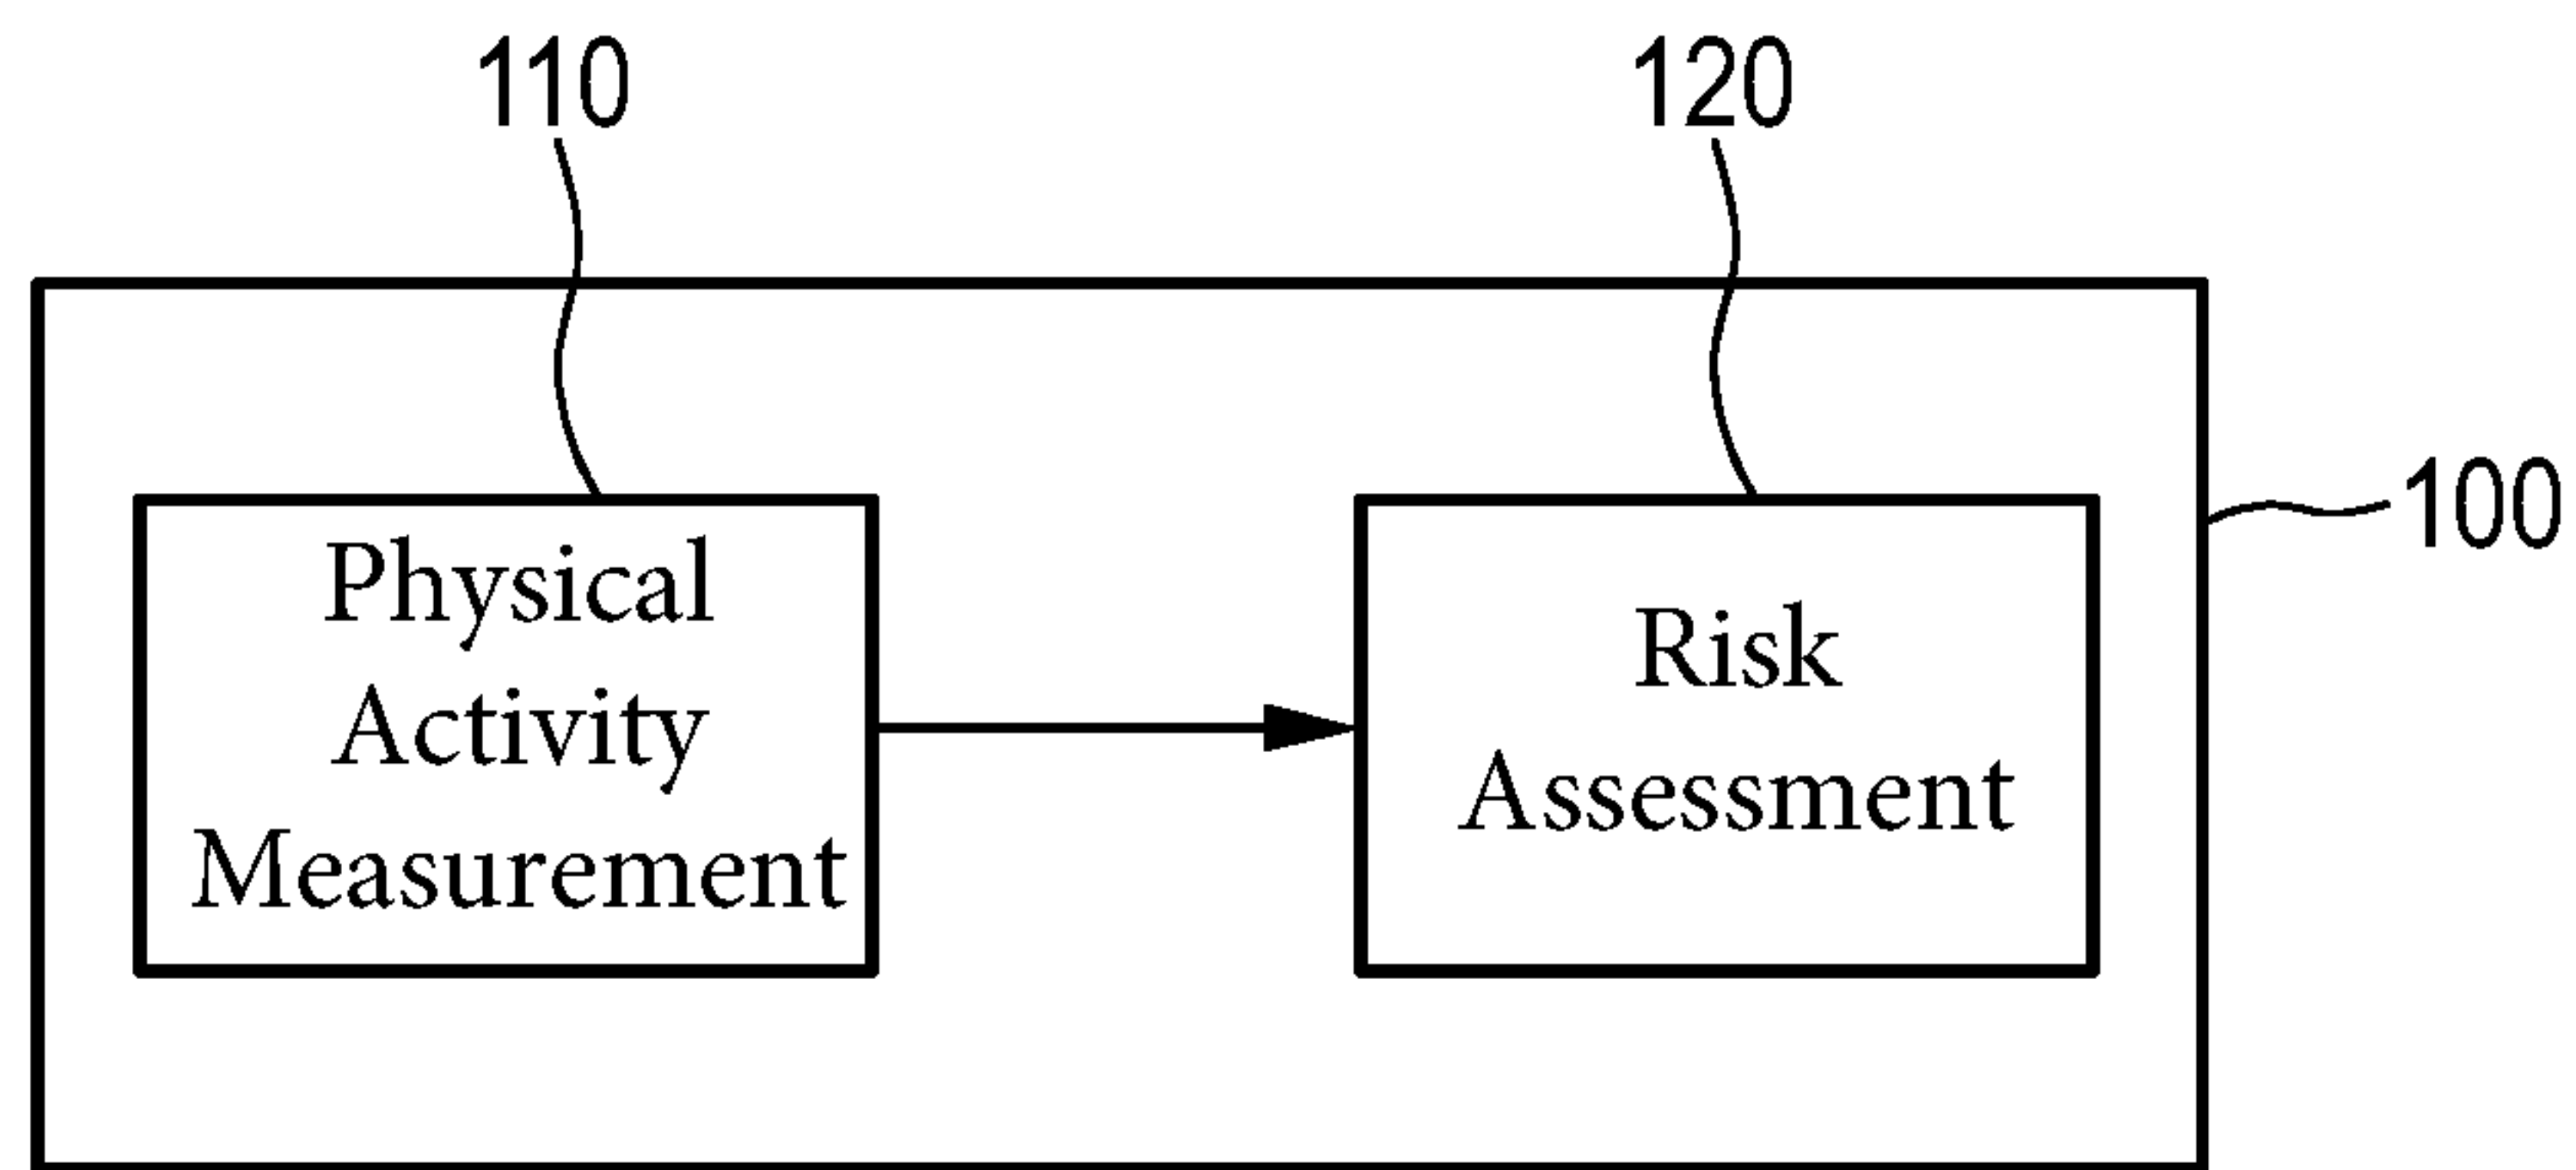 110
120
100
Physical
Activity
Measurement
Risk
Assessment